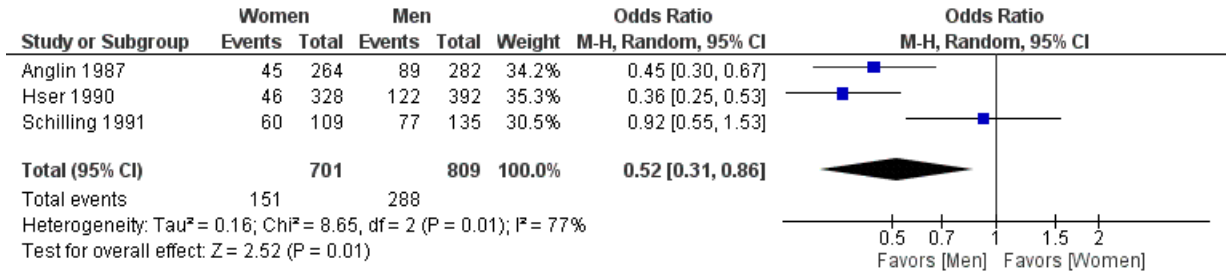 Women Men Odds Ratio Odds Ratio
Study or Subgroup Events Total Events Total Weight M-H, Random, 95% CI M-H, Random, 95% CI
Anglin 1987 45 264 89 282 34.2% 0.45 [0.30, 0.67]
Hser 1990 46 328 122 392 35.3% 0.36 [0.25, 0.53]
Schilling 1991 60 109 77 135 30.5% 0.92 [0.55, 1.53]
Total (95% CI) 701 809 100.0% 0.52 [0.31, 0.86]
Total events 151 288
Heterogeneity: Tau² = 0.16; Chi² = 8.65, df = 2 (P = 0.01); I² = 77%
Test for overall effect: Z = 2.52 (P = 0.01)
0.5 0.7 1 1.5 2
Favors [Men] Favors [Women]